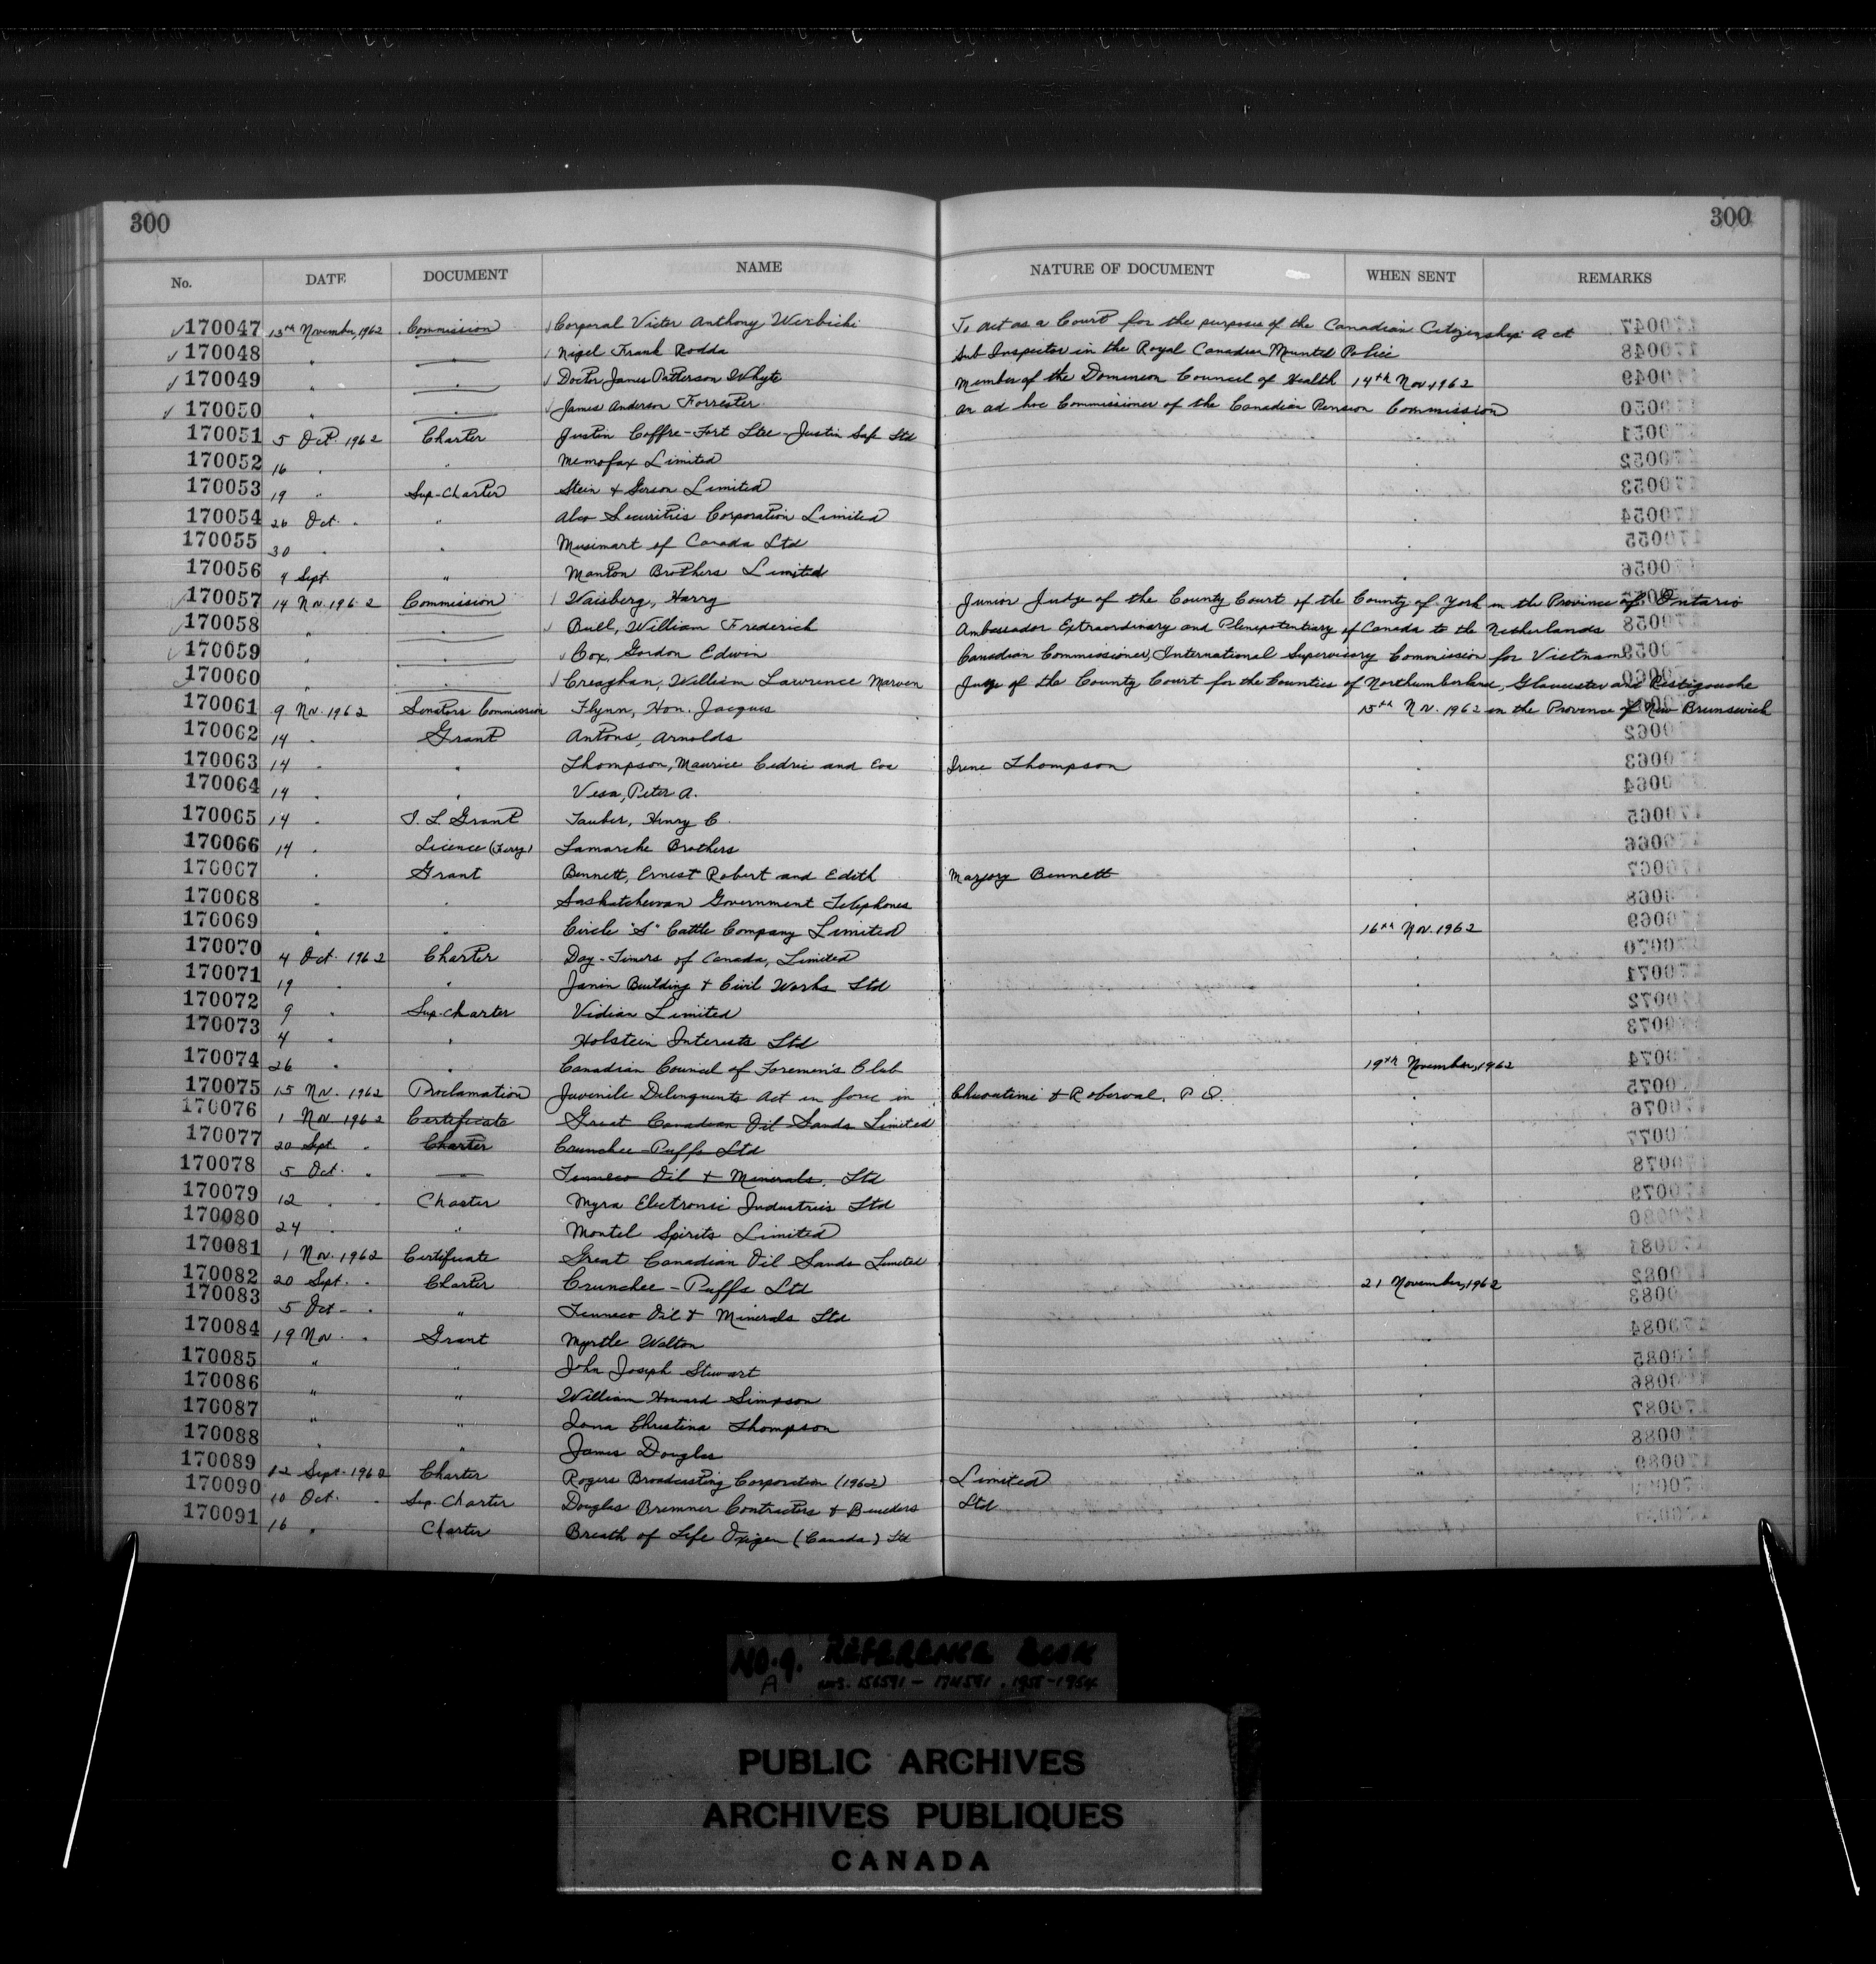 300 300
No. DATE DOCUMENT NAME NATURE OF DOCUMENT WHEN SENT REMARKS
170047 13th November, 1962 Commission Corporal Victor Anthony Werbicki To act as a Court for the purposes of the Canadian Citizenship Act
170048 " " Nigel Frank Rodda Sub Inspector in the Royal Canadian Mounted Police
170049 " " Doctor James Patterson Whyte Member of the Dominion Council of Health 14th Nov. 1962
170050 " " James Anderson Forrester an ad hoc Commissioner of the Canadian Pension Commission
170051 5 Oct. 1962 Charter Justin Coffre-Fort Ltee - Justin Safe Ltd "
170052 16 " " Memofax Limited "
170053 19 " Sup-Charter Stein & Gerson Limited "
170054 26 Oct. " " Alco Securities Corporation Limited "
170055 30 " " Musimart of Canada Ltd "
170056 4 Sept. " Manton Brothers Limited "
170057 14 Nov. 1962 Commission Waisberg, Harry Junior Judge of the County Court of the County of York in the Province of Ontario
170058 " " Bull, William Frederick Ambassador Extraordinary and Plenipotentiary of Canada to the Netherlands
170059 " " Cox, Gordon Edwin Canadian Commissioner, International Supervisory Commission for Vietnam
170060 " " Creaghan, William Lawrence Marven Judge of the County Court for the Counties of Northumberland, Gloucester and Restigouche
170061 9 Nov. 1962 Senators Commission Flynn, Hon. Jacques 15th Nov. 1962 in the Province of New Brunswick
170062 14 " Grant Antons, Arnolds "
170063 14 " " Thompson, Maurice Cedric and Eva Irene Thompson "
170064 14 " " Vesa, Peter A. "
170065 14 " I. L. Grant Tauber, Henry C. "
170066 14 " Licence (Ferry) Lamarche Brothers "
170067 " Grant Bennett, Ernest Robert and Edith Marjory Bennett "
170068 " " Saskatchewan Government Telephones "
170069 " " Circle "S" Cattle Company Limited 16th Nov. 1962
170070 4 Oct. 1962 Charter Day-Timers of Canada, Limited "
170071 19 " " Janin Building & Civil Works Ltd "
170072 9 " Sup-Charter Vidian Limited "
170073 4 " " Holstein Interests Ltd "
170074 26 " " Canadian Council of Foremen's Club 19th November, 1962
170075 15 Nov. 1962 Proclamation Juvenile Delinquents Act in force in Chicoutimi & Roberval, P.Q. "
170076 1 Nov 1962 Certificate Great Canadian Oil Sands Limited "
170077 20 Sept. " Charter Crunchee-Puffs Ltd "
170078 5 Oct. " Tenneco Oil & Minerals, Ltd "
170079 12 " " Charter Myra Electronic Industries Ltd "
170080 24 " " Montel Spirits Limited "
170081 1 Nov. 1962 Certificate Great Canadian Oil Sands Limited
170082 20 Sept. " Charter Crunchee-Puffs Ltd 21 November, 1962
170083 5 Oct- " " Tenneco Oil & Minerals Ltd "
170084 19 Nov. " Grant Myrtle Walton "
170085 " " John Joseph Stewart "
170086 " " William Howard Simpson "
170087 " " Iona Christina Thompson "
170088 " " James Douglas "
170089 12 Sept. 1962 Charter Rogers Broadcasting Corporation (1962) Limited "
170090 10 Oct. " Sup. Charter Douglas Bremner Contractors & Builders Ltd "
170091 16 " Charter Breath of Life Oxigen (Canada) Ltd
NO. 9. REFERENCE BOOK
A nos. 156591 - 174591
PUBLIC ARCHIVES
ARCHIVES PUBLIQUES
CANADA